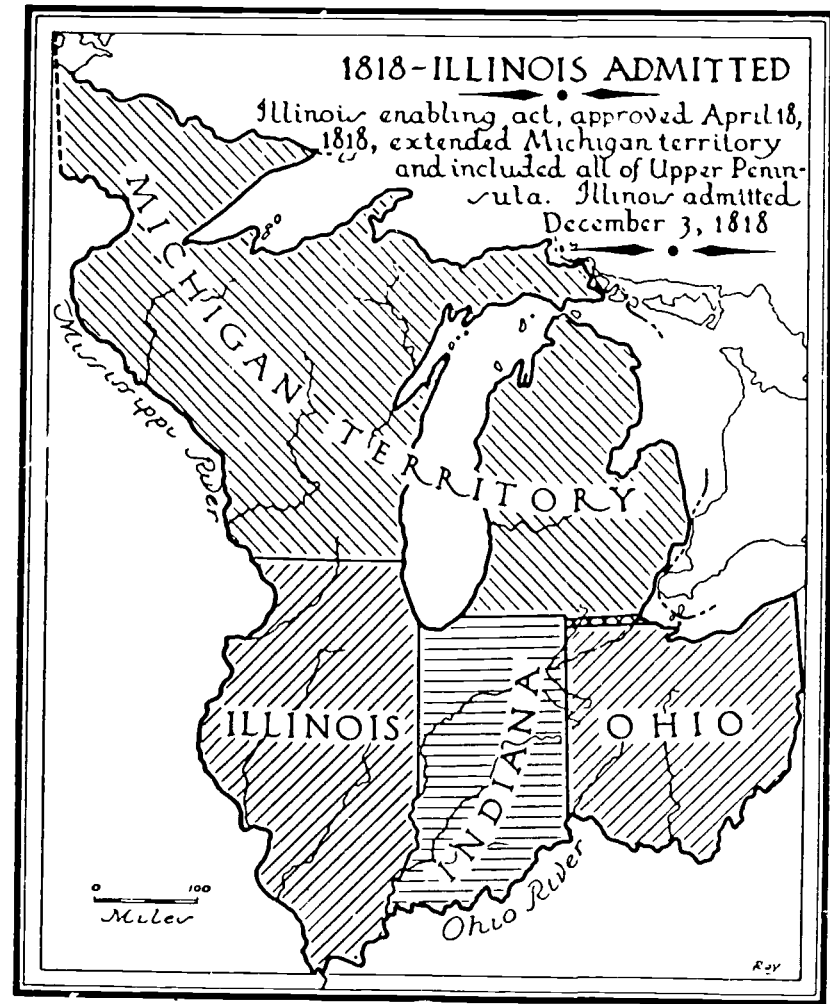 1818-ILLINOIS ADMITTED
Illinois enabling act, approved April 18,
1818, extended Michigan territory
and included all of Upper Penin-
sula. Illinois admitted
December 3, 1818
MICHIGAN TERRITORY
Mississippi River
ILLINOIS
INDIANA
OHIO
Ohio River
0 100
Miles
Ray